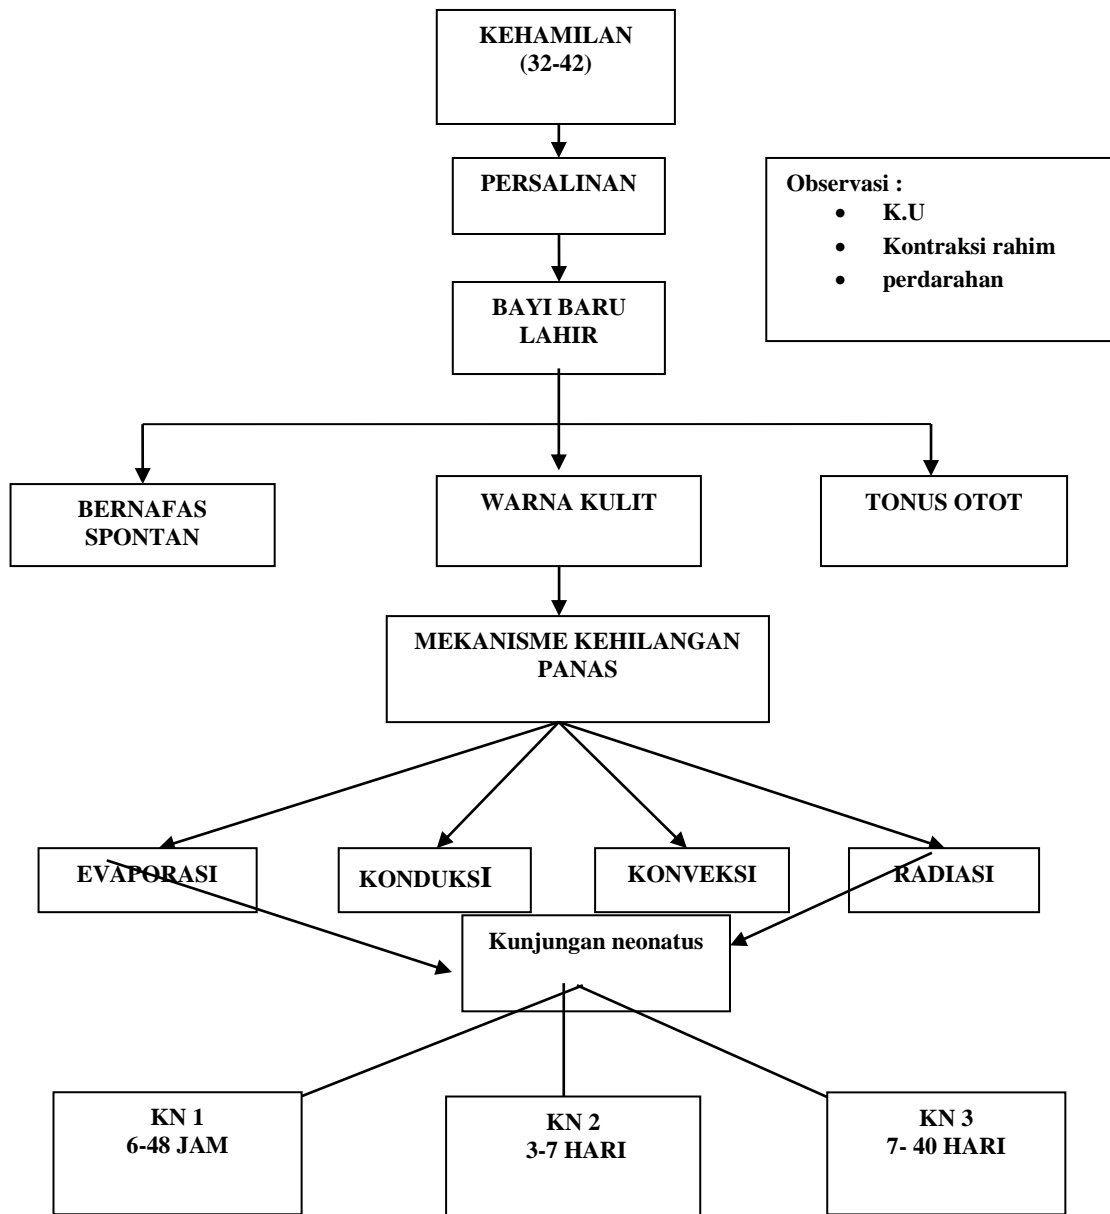 KEHAMILAN
(32-42)
PERSALINAN
Observasi :
• K.U
• Kontraksi rahim
• perdarahan
BAYI BARU
LAHIR
BERNAFAS
SPONTAN
WARNA KULIT
TONUS OTOT
MEKANISME KEHILANGAN
PANAS
EVAPORASI
KONDUKSI
KONVEKSI
RADIASI
Kunjungan neonatus
KN 1
6-48 JAM
KN 2
3-7 HARI
KN 3
7- 40 HARI